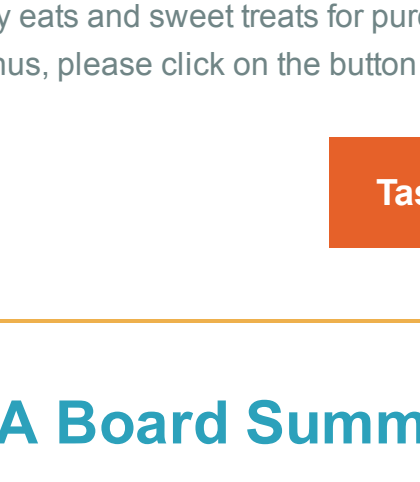 y eats and sweet treats for pur
nus, please click on the button
Tas
A Board Summ